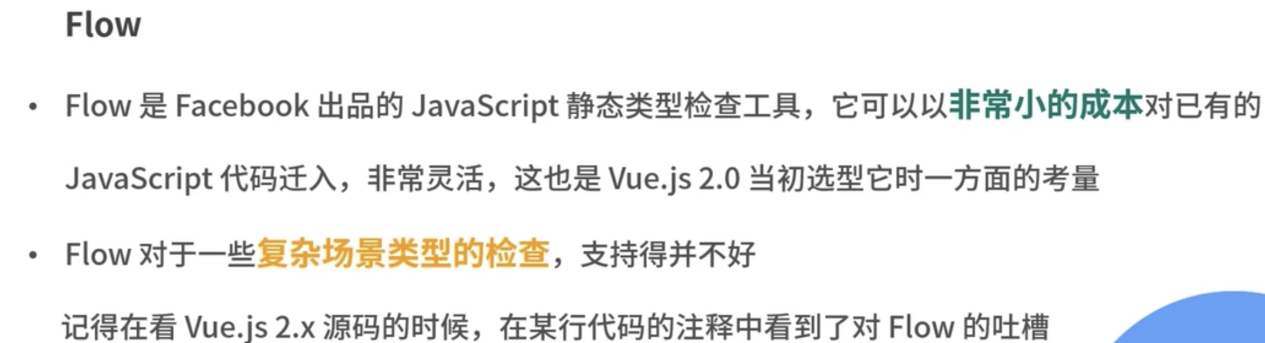 Flow
• Flow 是 Facebook 出品的 JavaScript 静态类型检查工具，它可以以非常小的成本对已有的
JavaScript 代码迁入，非常灵活，这也是 Vue.js 2.0 当初选型它时一方面的考量
• Flow 对于一些复杂场景类型的检查，支持得并不好
记得在看 Vue.js 2.x 源码的时候，在某行代码的注释中看到了对 Flow 的吐槽